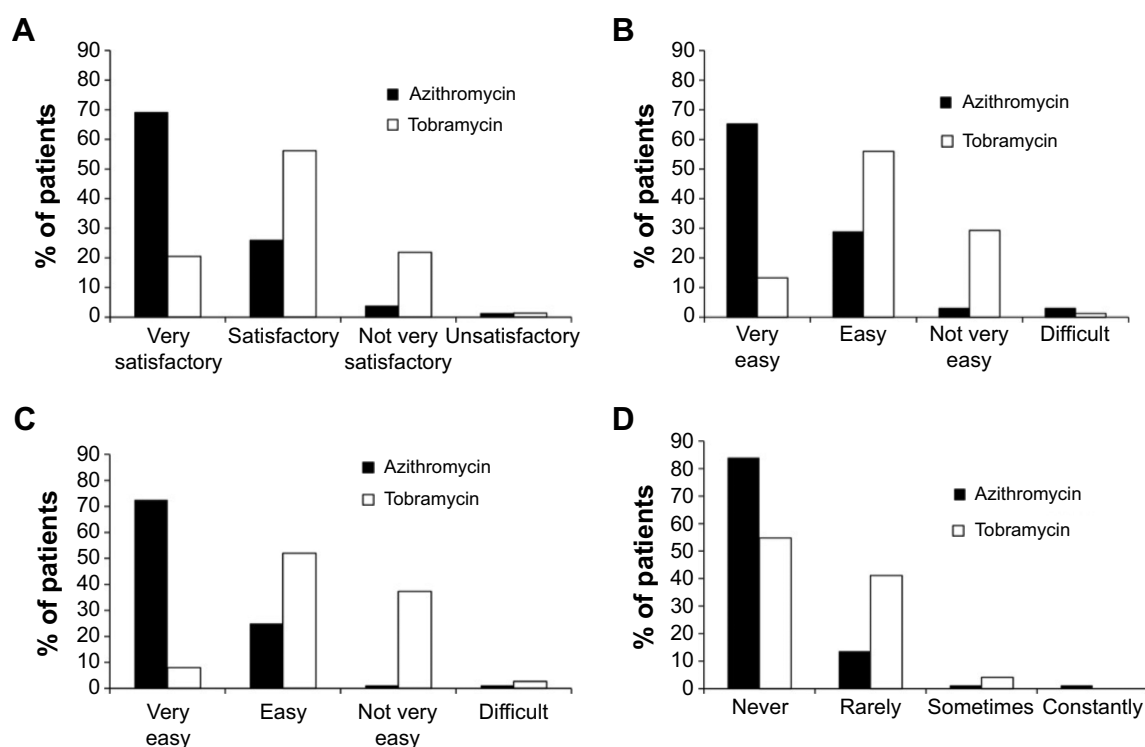 A
% of patients
90
80
70
60
50
40
30
20
10
0
Azithromycin
Tobramycin
Very
satisfactory
Satisfactory
Not very
satisfactory
Unsatisfactory
B
% of patients
90
80
70
60
50
40
30
20
10
0
Azithromycin
Tobramycin
Very
easy
Easy
Not very
easy
Difficult
C
% of patients
90
80
70
60
50
40
30
20
10
0
Azithromycin
Tobramycin
Very
easy
Easy
Not very
easy
Difficult
D
% of patients
90
80
70
60
50
40
30
20
10
0
Azithromycin
Tobramycin
Never
Rarely
Sometimes
Constantly